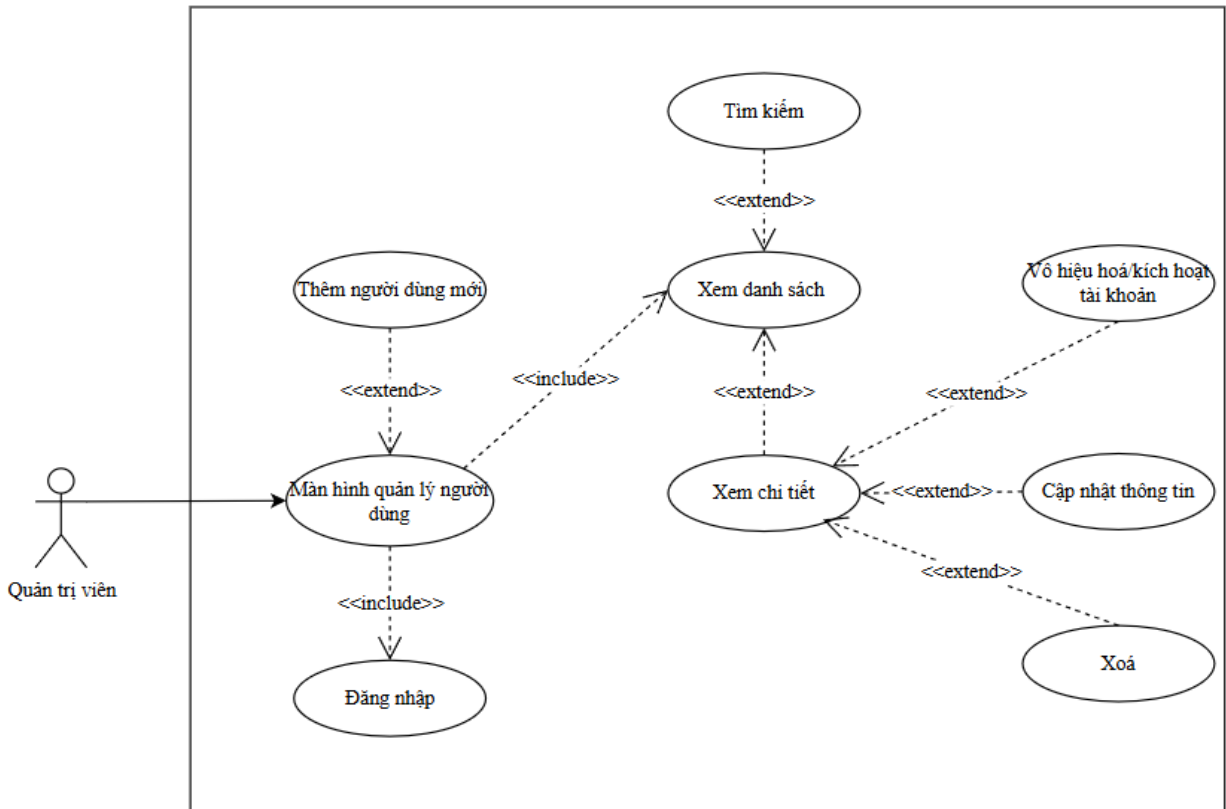 Tìm kiếm
<<extend>>
Thêm người dùng mới
Xem danh sách
Vô hiệu hoá/kích hoạt
tài khoản
<<extend>>
<<include>>
<<extend>>
<<extend>>
Màn hình quản lý người
dùng
Xem chi tiết
<<extend>>
Cập nhật thông tin
Quản trị viên
<<include>>
<<extend>>
Đăng nhập
Xoá